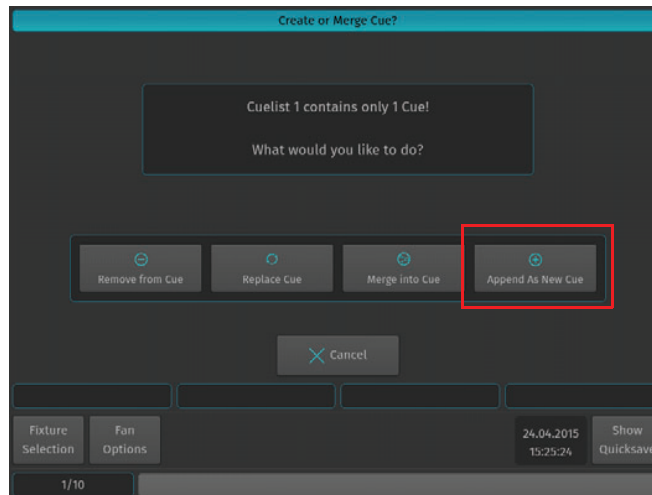 Create or Merge Cue?
Cuelist 1 contains only 1 Cue!
What would you like to do?
Remove from Cue
Replace Cue
Merge into Cue
Append As New Cue
Cancel
Fixture
Selection
Fan
Options
24.04.2015
15:25:24
Show
Quicksave
1/10